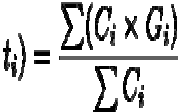 tᵢ) = ∑(Cᵢ × Gᵢ) / ∑ Cᵢ